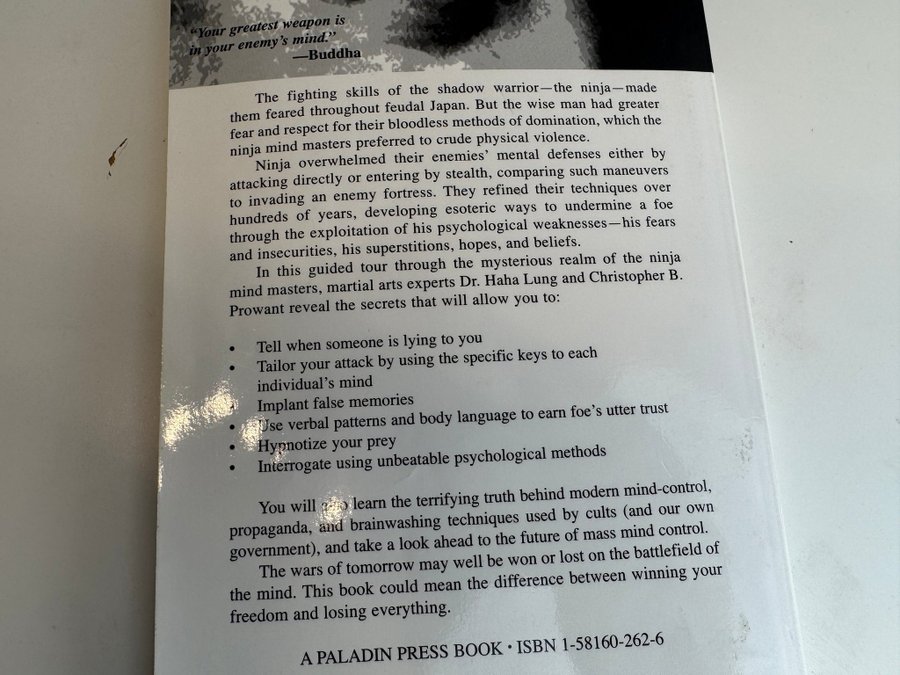 “Your greatest weapon is
in your enemy’s mind.”
—Buddha
The fighting skills of the shadow warrior—the ninja—made
them feared throughout feudal Japan. But the wise man had greater
fear and respect for their bloodless methods of domination, which the
ninja mind masters preferred to crude physical violence.
Ninja overwhelmed their enemies’ mental defenses either by
attacking directly or entering by stealth, comparing such maneuvers
to invading an enemy fortress. They refined their techniques over
hundreds of years, developing esoteric ways to undermine a foe
through the exploitation of his psychological weaknesses—his fears
and insecurities, his superstitions, hopes, and beliefs.
In this guided tour through the mysterious realm of the ninja
mind masters, martial arts experts Dr. Haha Lung and Christopher B.
Prowant reveal the secrets that will allow you to:
• Tell when someone is lying to you
• Tailor your attack by using the specific keys to each
individual’s mind
• Implant false memories
• Use verbal patterns and body language to earn foe’s utter trust
• Hypnotize your prey
• Interrogate using unbeatable psychological methods
You will also learn the terrifying truth behind modern mind-control,
propaganda, and brainwashing techniques used by cults (and our own
government), and take a look ahead to the future of mass mind control.
The wars of tomorrow may well be won or lost on the battlefield of
the mind. This book could mean the difference between winning your
freedom and losing everything.
A PALADIN PRESS BOOK • ISBN 1-58160-262-6